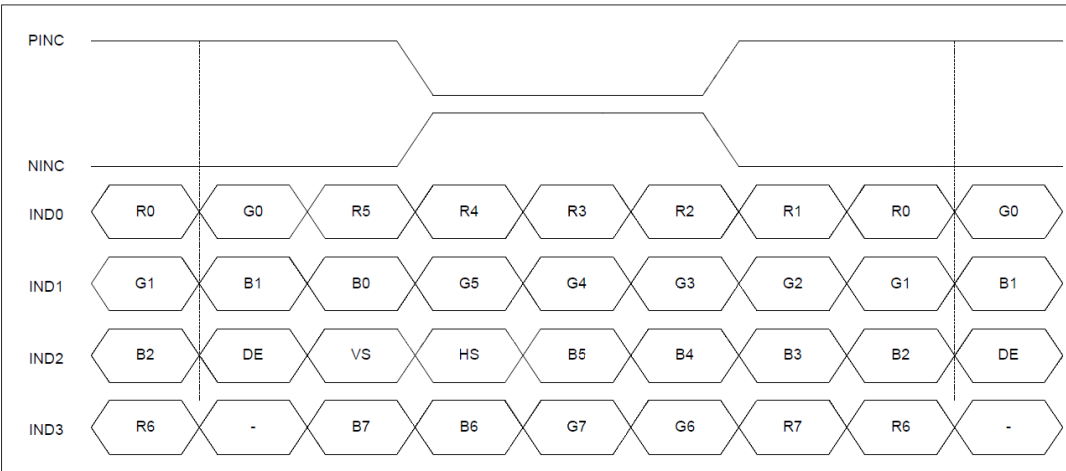 PINC
NINC
IND0 R0 G0 R5 R4 R3 R2 R1 R0 G0
IND1 G1 B1 B0 G5 G4 G3 G2 G1 B1
IND2 B2 DE VS HS B5 B4 B3 B2 DE
IND3 R6 - B7 B6 G7 G6 R7 R6 -